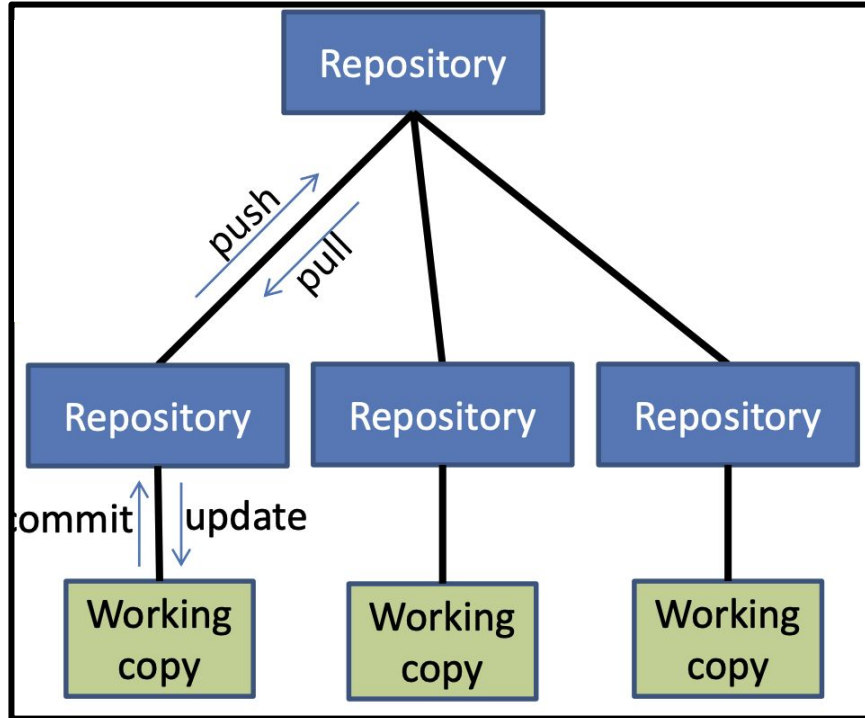 Repository
push
pull
Repository
Repository
Repository
commit
update
Working
copy
Working
copy
Working
copy